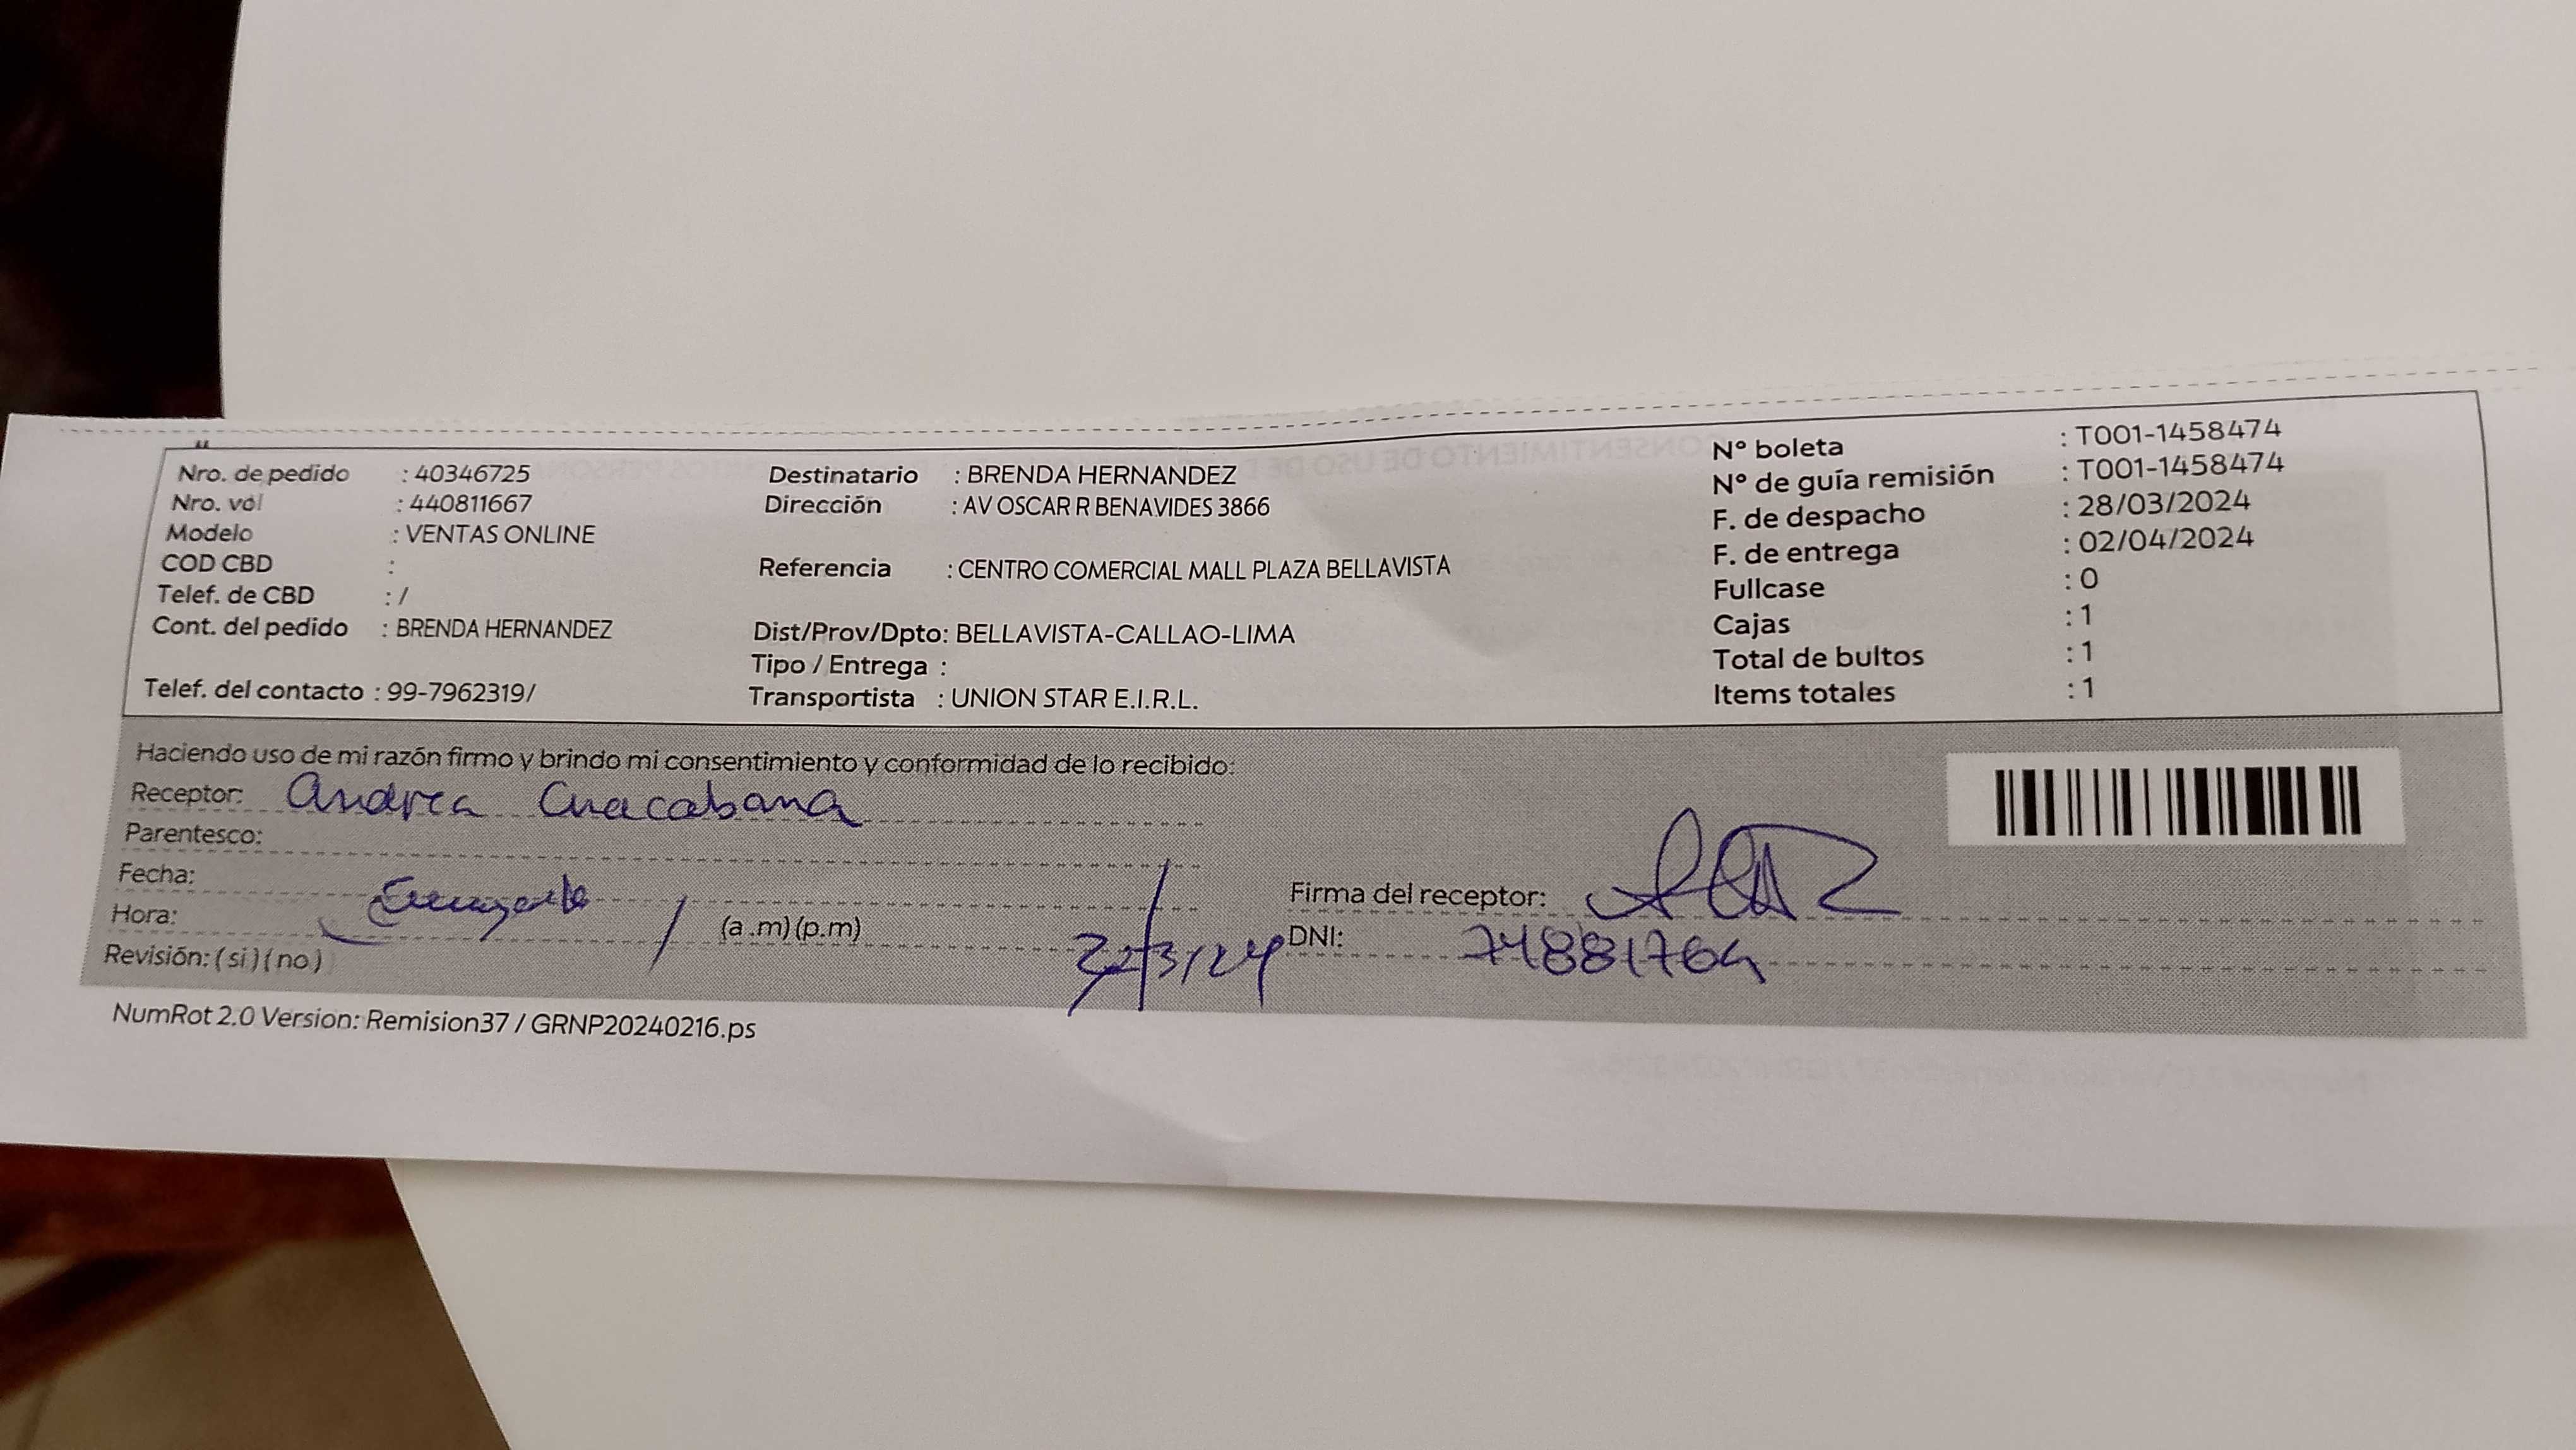 Nro. de pedido : 40346725
Nro. vol : 440811667
Modelo : VENTAS ONLINE
COD CBD :
Telef. de CBD : /
Cont. del pedido : BRENDA HERNANDEZ
Telef. del contacto : 99-7962319/
Destinatario : BRENDA HERNANDEZ
Dirección : AV OSCAR R BENAVIDES 3866
Referencia : CENTRO COMERCIAL MALL PLAZA BELLAVISTA
Dist/Prov/Dpto: BELLAVISTA-CALLAO-LIMA
Tipo / Entrega :
Transportista : UNION STAR E.I.R.L.
Nº boleta : T001-1458474
Nº de guía remisión : T001-1458474
F. de despacho : 28/03/2024
F. de entrega : 02/04/2024
Fullcase : 0
Cajas : 1
Total de bultos : 1
Items totales : 1
Haciendo uso de mi razón firmo y brindo mi consentimiento y conformidad de lo recibido:
Receptor: Andrea
Parentesco:
Fecha:
Hora: / (a.m)(p.m)
Revisión: (si)(no)
Firma del receptor:
DNI: 74881764
NumRot 2.0 Version: Remision37 / GRNP20240216.ps